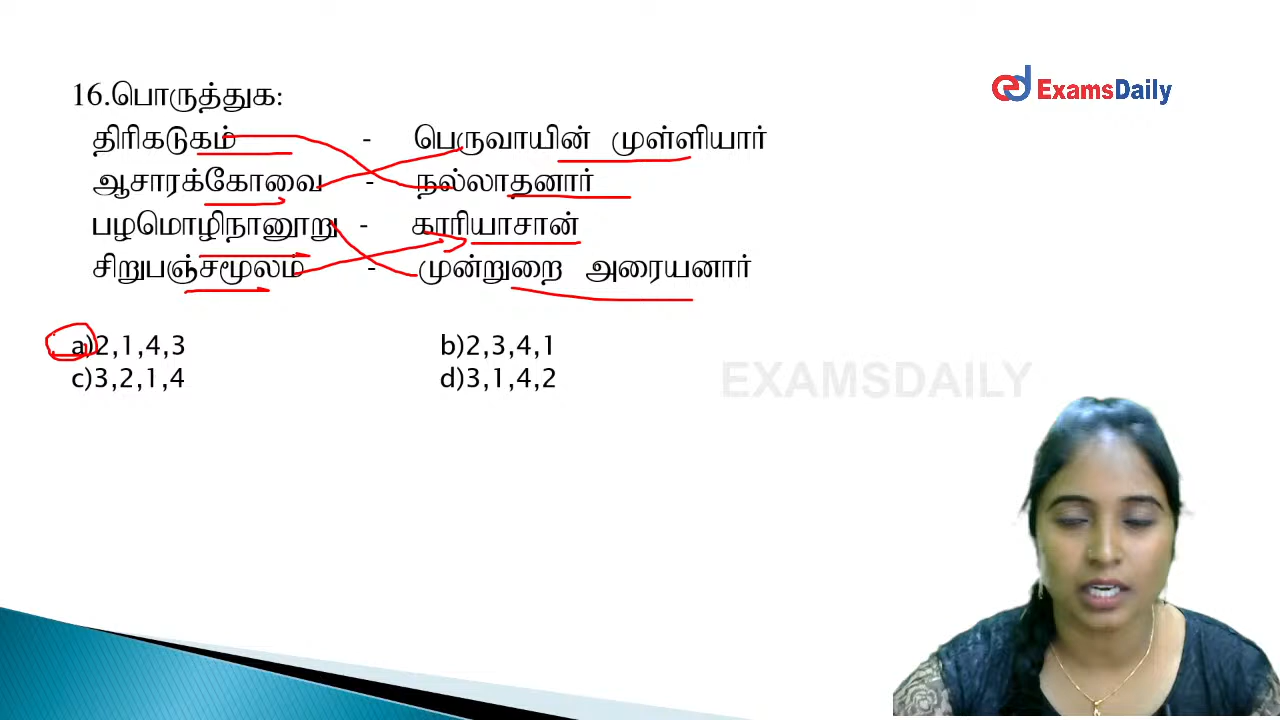 16.பொருத்துக:
ExamsDaily
திரிகடுகம் - பெருவாயின் முள்ளியார்
ஆசாரக்கோவை - நல்லாதனார்
பழமொழிநானூறு - காரியாசான்
சிறுபஞ்சமூலம் - முன்றுறை அரையனார்
a)2,1,4,3 b)2,3,4,1
c)3,2,1,4 d)3,1,4,2
EXAMSDAILY